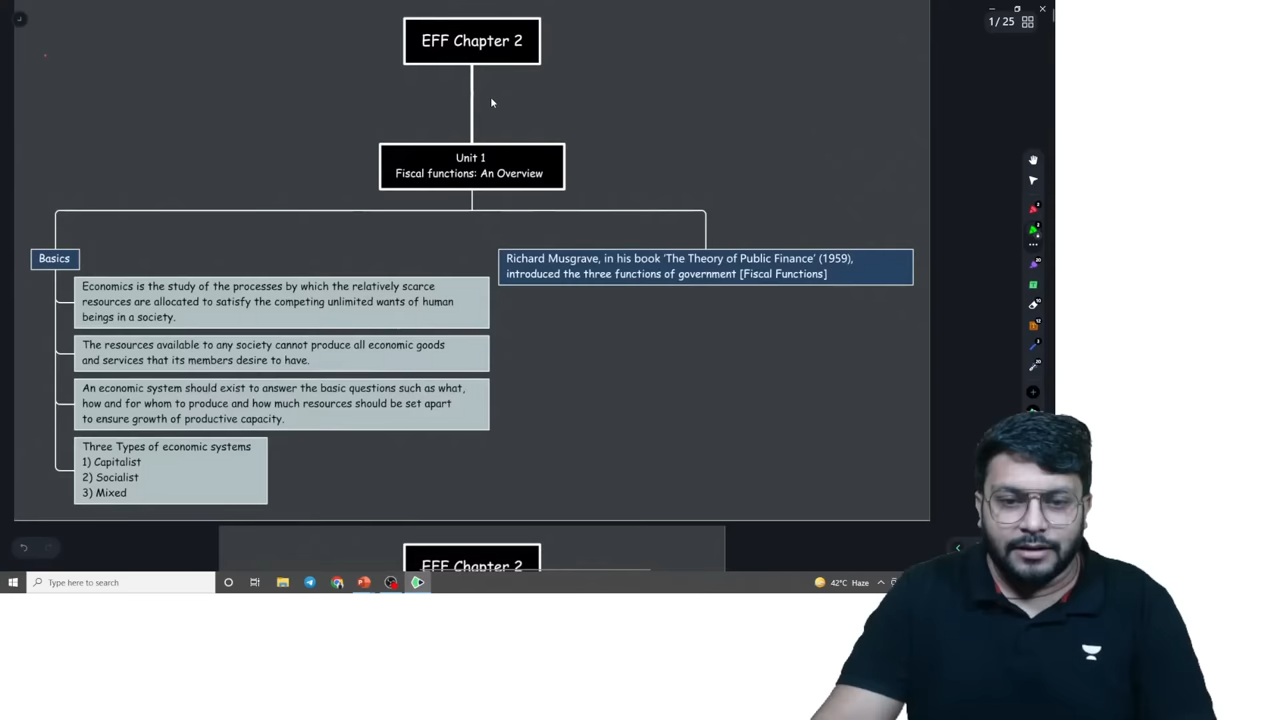 1/25
EFF Chapter 2
Unit 1
Fiscal functions: An Overview
Basics
Economics is the study of the processes by which the relatively scarce
resources are allocated to satisfy the competing unlimited wants of human
beings in a society.
The resources available to any society cannot produce all economic goods
and services that its members desire to have.
An economic system should exist to answer the basic questions such as what,
how and for whom to produce and how much resources should be set apart
to ensure growth of productive capacity.
Three Types of economic systems
1) Capitalist
2) Socialist
3) Mixed
Richard Musgrave, in his book ‘The Theory of Public Finance’ (1959),
introduced the three functions of government [Fiscal Functions]
EFF Chapter 2
Type here to search
42°C Haze